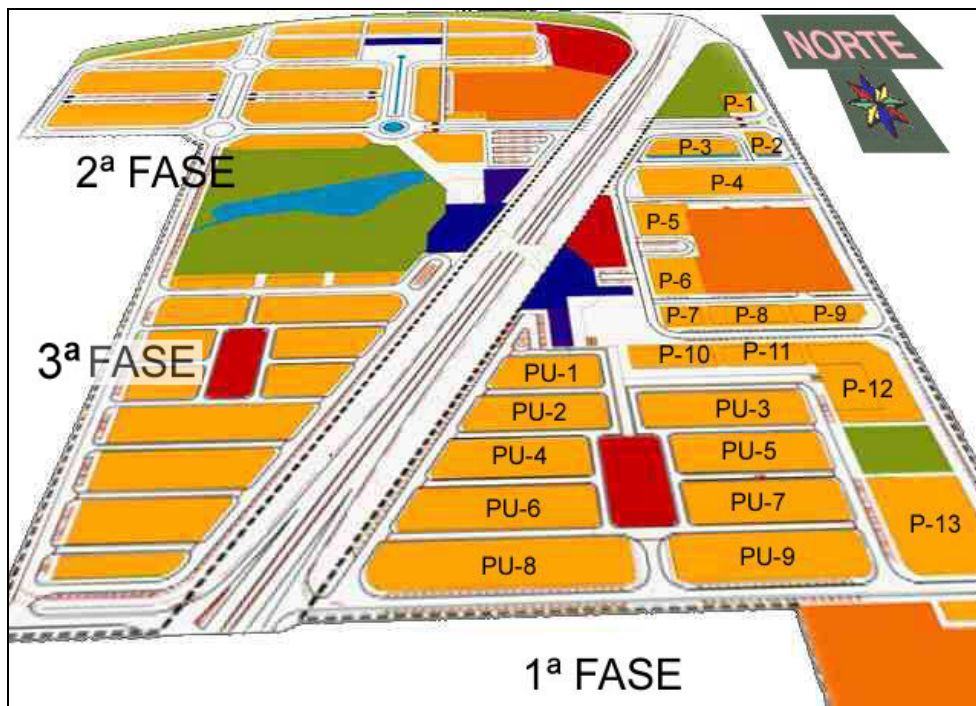 NORTE
P-1
P-3
P-2
P-4
2ª FASE
P-5
P-6
P-7
P-8
P-9
3ª FASE
P-10
P-11
PU-1
P-12
PU-2
PU-3
PU-4
PU-5
PU-6
PU-7
P-13
PU-8
PU-9
1ª FASE